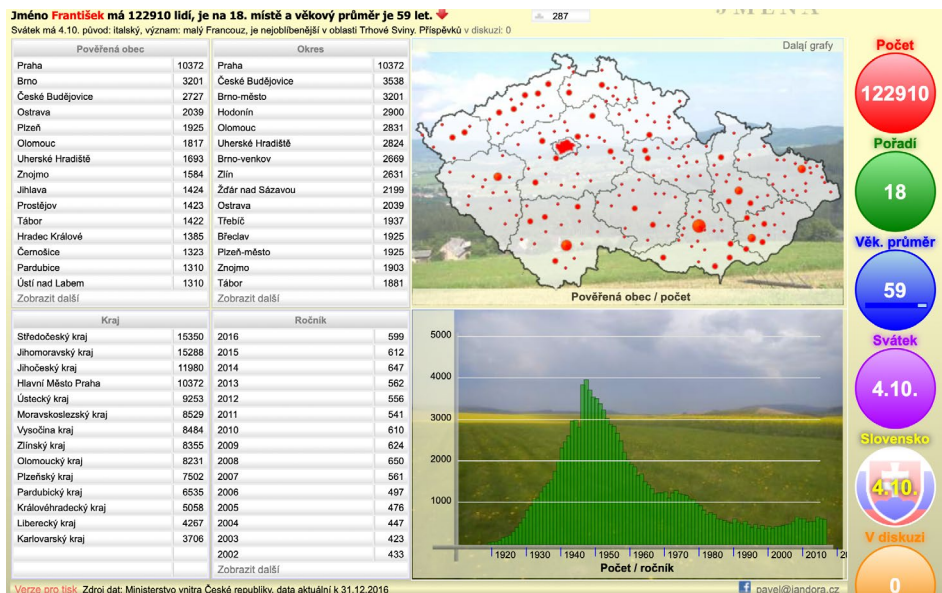 Jméno František má 122910 lidí, je na 18. místě a věkový průměr je 59 let.
287
Svátek má 4.10. původ: italský, význam: malý Francouz, je nejoblíbenější v oblasti Trhové Sviny. Příspěvků v diskuzi: 0
Pověřená obec
Praha 10372
Brno 3201
České Budějovice 2727
Ostrava 2039
Plzeň 1925
Olomouc 1817
Uherské Hradiště 1693
Znojmo 1584
Jihlava 1424
Prostějov 1423
Tábor 1422
Hradec Králové 1385
Černošice 1323
Pardubice 1310
Ústí nad Labem 1310
Zobrazit další
Okres
Praha 10372
České Budějovice 3538
Brno-město 3201
Hodonín 2900
Olomouc 2831
Uherské Hradiště 2824
Brno-venkov 2669
Zlín 2631
Žďár nad Sázavou 2199
Ostrava 2039
Třebíč 1937
Břeclav 1925
Plzeň-město 1925
Znojmo 1903
Tábor 1881
Zobrazit další
Daląí grafy
Pověřená obec / počet
Kraj
Středočeský kraj 15350
Jihomoravský kraj 15288
Jihočeský kraj 11980
Hlavní Město Praha 10372
Ústecký kraj 9253
Moravskoslezský kraj 8529
Vysočina kraj 8484
Zlínský kraj 8355
Olomoucký kraj 8231
Plzeňský kraj 7502
Pardubický kraj 6535
Královéhradecký kraj 5058
Liberecký kraj 4267
Karlovarský kraj 3706
Ročník
2016 599
2015 612
2014 647
2013 562
2012 556
2011 541
2010 610
2009 624
2008 650
2007 561
2006 497
2005 476
2004 447
2003 423
2002 433
Zobrazit další
5000
4000
3000
2000
1000
1920 1930 1940 1950 1960 1970 1980 1990 2000 2010
Počet / ročník
Počet
122910
Pořadí
18
Věk. průměr
59
Svátek
4.10.
Slovensko
4.10.
V diskuzi
0
Verze pro tisk Zdroj dat: Ministerstvo vnitra České republiky, data aktuální k 31.12.2016
pavel@jandora.cz